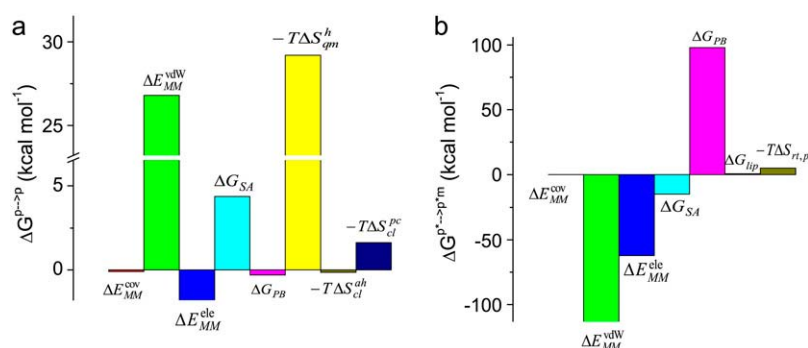 a
ΔG^{p-->p} (kcal mol⁻¹)
30
25
5
0
ΔE_{MM}^{cov}
ΔE_{MM}^{vdW}
ΔE_{MM}^{ele}
ΔG_{SA}
ΔG_{PB}
−TΔS_{qm}^{h}
−TΔS_{cl}^{ah}
−TΔS_{cl}^{pc}
b
ΔG^{p*-->p*m} (kcal mol⁻¹)
100
50
0
-50
-100
ΔE_{MM}^{cov}
ΔE_{MM}^{vdW}
ΔE_{MM}^{ele}
ΔG_{SA}
ΔG_{PB}
ΔG_{lip}
−TΔS_{rt,p}